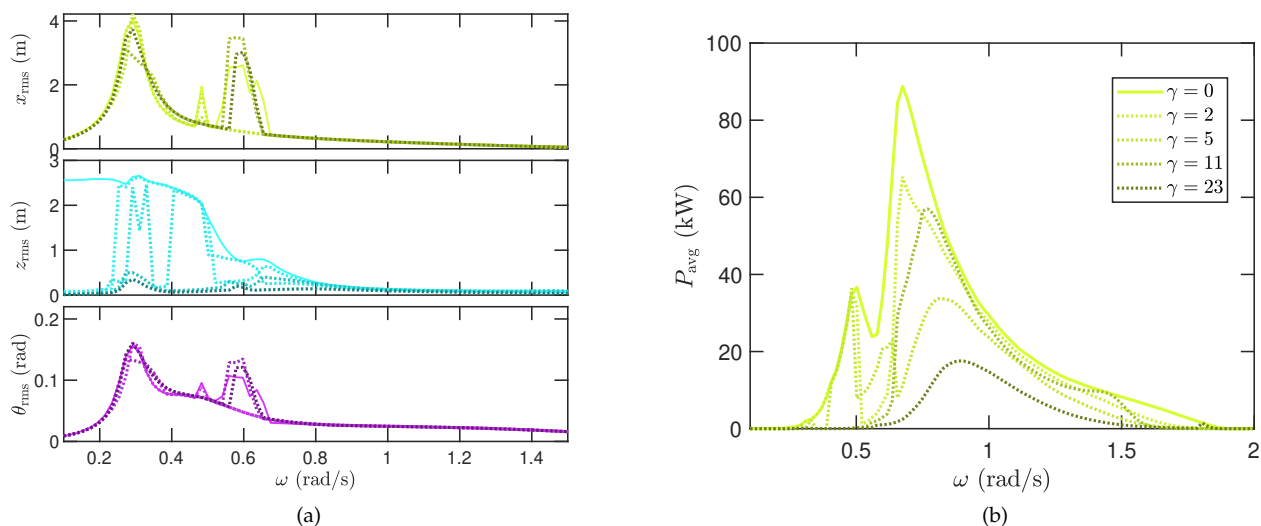 4
2
0
x_rms (m)
3
2
1
0
z_rms (m)
0.2
0.1
0
θ_rms (rad)
0.2 0.4 0.6 0.8 1 1.2 1.4
ω (rad/s)
(a)
100
80
60
40
20
0
P_avg (kW)
γ = 0
γ = 2
γ = 5
γ = 11
γ = 23
0.5 1 1.5 2
ω (rad/s)
(b)